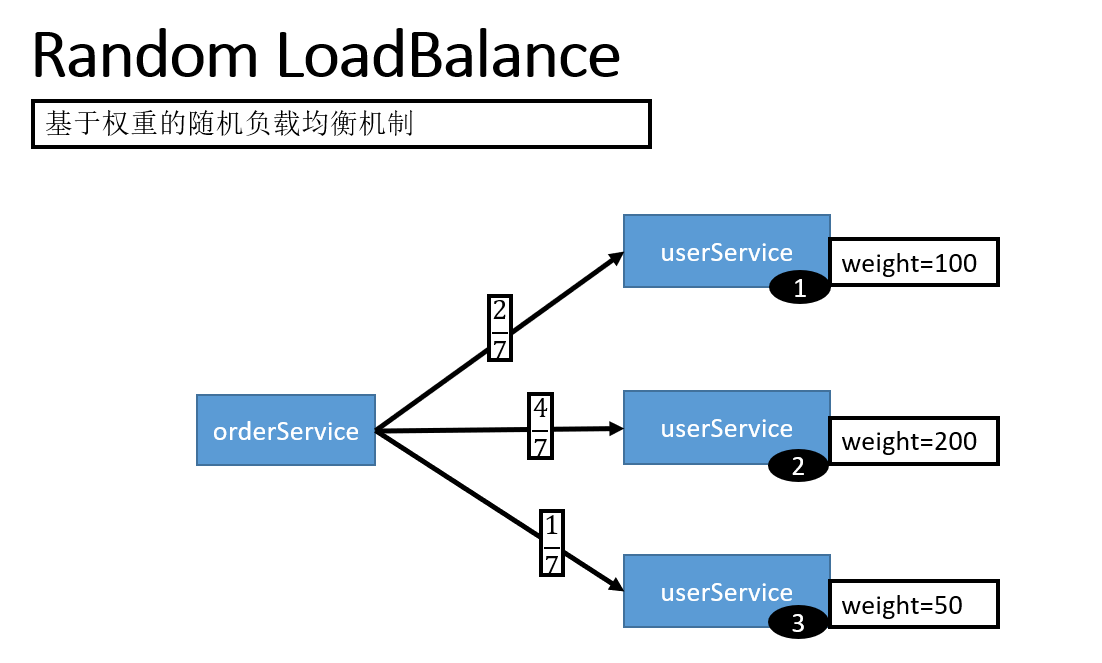 Random LoadBalance
基于权重的随机负载均衡机制
userService
weight=100
1
2
7
orderService
4
7
userService
weight=200
2
1
7
userService
weight=50
3